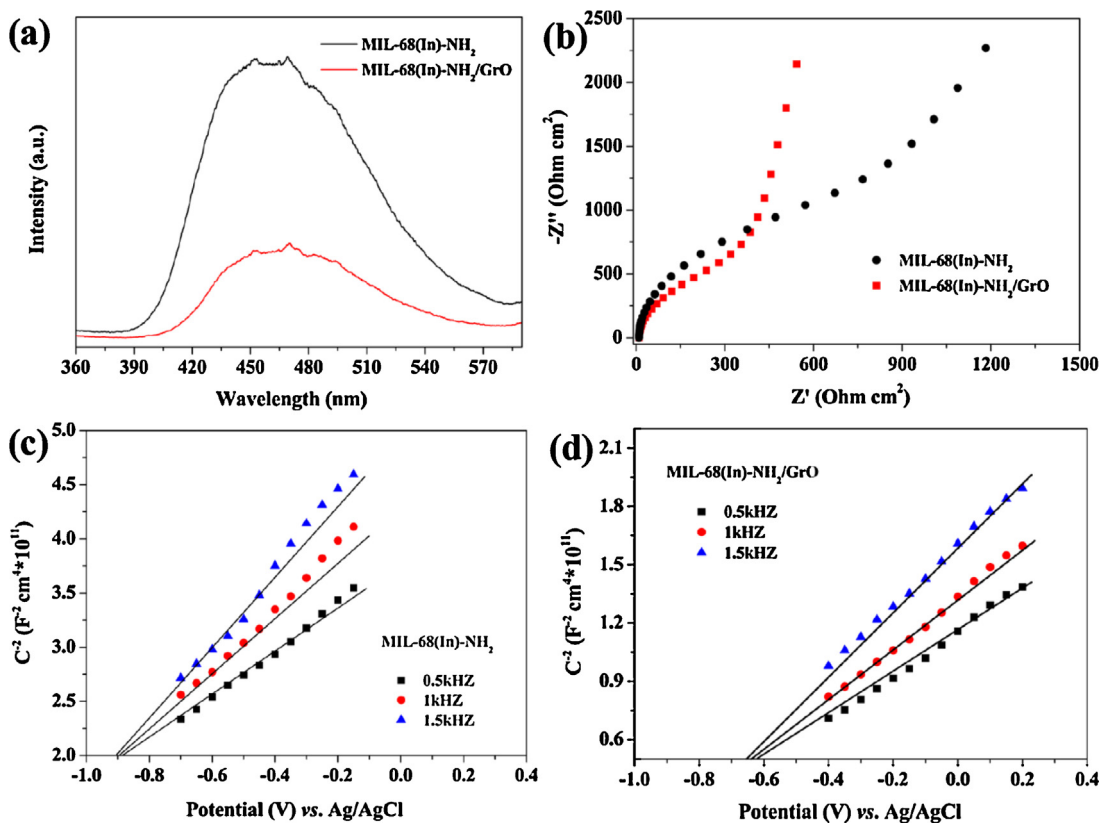 (a)
MIL-68(In)-NH2
MIL-68(In)-NH2/GrO
Intensity (a.u.)
360 390 420 450 480 510 540 570
Wavelength (nm)
(b)
2500
2000
1500
1000
500
0
-Z'' (Ohm cm2)
MIL-68(In)-NH2
MIL-68(In)-NH2/GrO
0 300 600 900 1200 1500
Z' (Ohm cm2)
(c)
5.0
4.5
4.0
3.5
3.0
2.5
2.0
C-2 (F-2 cm4*1011)
MIL-68(In)-NH2
0.5kHZ
1kHZ
1.5kHZ
-1.0 -0.8 -0.6 -0.4 -0.2 0.0 0.2
Potential (V) vs. Ag/AgCl
(d)
2.1
1.8
1.5
1.2
0.9
0.6
C-2 (F-2 cm4*1011)
MIL-68(In)-NH2/GrO
0.5kHZ
1kHZ
1.5kHZ
-1.0 -0.8 -0.6 -0.4 -0.2 0.0 0.2 0.4
Potential (V) vs. Ag/AgCl